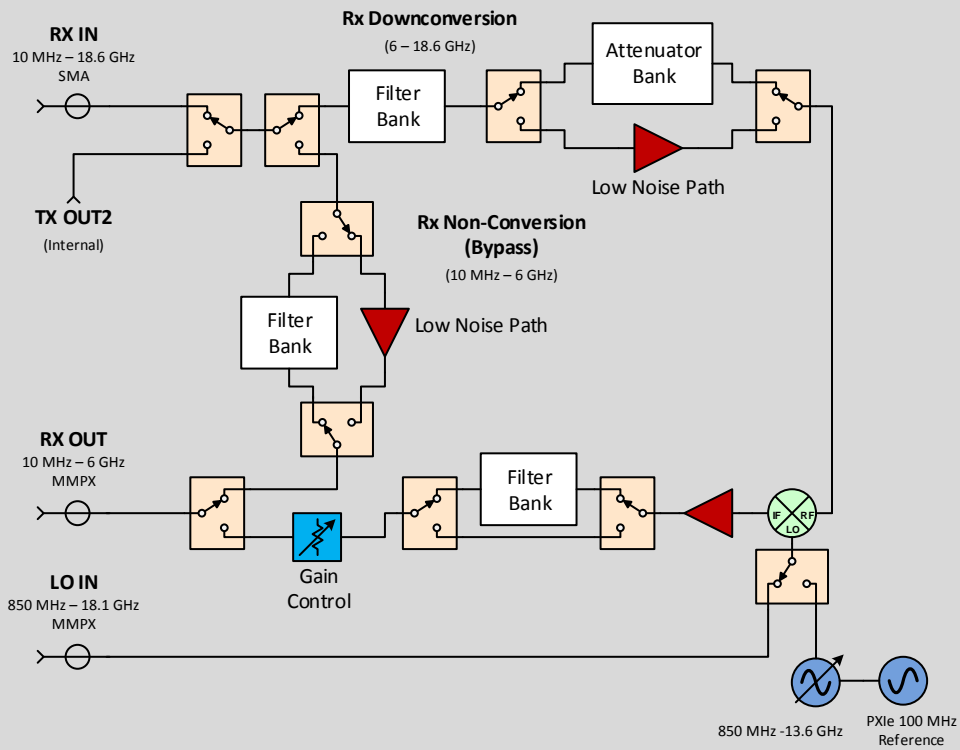 Rx Downconversion
(6 – 18.6 GHz)
RX IN
10 MHz – 18.6 GHz
SMA
Filter
Bank
Attenuator
Bank
Low Noise Path
TX OUT2
(Internal)
Rx Non-Conversion
(Bypass)
(10 MHz – 6 GHz)
Filter
Bank
Low Noise Path
RX OUT
10 MHz – 6 GHz
MMPX
Filter
Bank
IF
RF
LO
Gain
Control
LO IN
850 MHz – 18.1 GHz
MMPX
850 MHz -13.6 GHz
PXIe 100 MHz
Reference